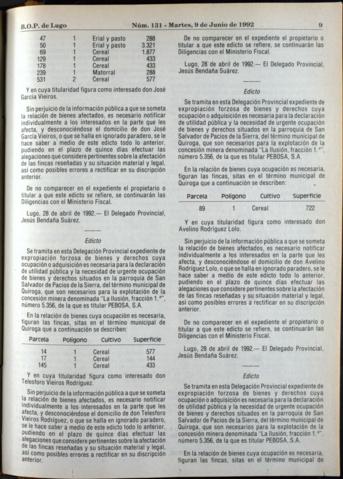 B.O.P. de Lugo Núm. 131 - Martes, 9 de Junio de 1992 9
47 1 Erial y pasto 288
50 1 Erial y pasto 3.321
69 1 Cereal 1.877
129 1 Cereal 433
178 1 Cereal 433
239 1 Matorral 288
531 2 Cereal 577
Y en cuya titularidad figura como interesado don José
García Vieiros.
Sin perjuicio de la información pública a que se someta
la relación de bienes afectados, es necesario notificar
individualmente a los interesados en la parte que les
afecta, y desconociéndose el domicilio de don José
García Vieiros, o que se halla en ignorado paradero, se le
hace saber a medio de este edicto todo lo anterior,
pudiendo en el plazo de quince días efectuar las
alegaciones que considere pertinentes sobre la afectación
de las fincas reseñadas y su situación material y legal,
así como posibles errores a rectificar en su discripción
anterior.
De no comparecer en el expediente el propietario o
titular a que este edicto se refiere, se continuarán las
Diligencias con el Ministerio Fiscal.
Lugo, 28 de abril de 1992.— El Delegado Provincial,
Jesús Bendaña Suárez.
Edicto
Se tramita en esta Delegación Provincial expediente de
expropiación forzosa de bienes y derechos cuya
ocupación o adquisición es necesaria para la declaración
de utilidad pública y la necesidad de urgente ocupación
de bienes y derechos situados en la parroquia de San
Salvador de Pacios de la Sierra, del término municipal de
Quiroga, que son necesarios para la explotación de la
concesión minera denominada "La Ilusión, fracción 1.ª",
número 5.356, de la que es titular PEBOSA, S.A.
En la relación de bienes cuya ocupación es necesaria,
figuran las fincas, sitas en el término municipal de
Quiroga que a continuación se describen:
Parcela Polígono Cultivo Superficie
14 1 Cereal 577
17 1 Cereal 144
145 1 Cereal 433
Y en cuya titularidad figura como interesado don
Telesforo Vieiros Rodríguez.
Sin perjuicio de la información pública a que se someta
la relación de bienes afectados, es necesario notificar
individualmente a los interesados en la parte que les
afecta, y desconociéndose el domicilio de don Telesforo
Vieiros Rodríguez, o que se halla en ignorado paradero,
se le hace saber a medio de este edicto todo lo anterior,
pudiendo en el plazo de quince días efectuar las
alegaciones que considere pertinentes sobre la afectación
de las fincas reseñadas y su situación material y legal,
así como posibles errores a rectificar en su discripción
anterior.
De no comparecer en el expediente el propietario o
titular a que este edicto se refiere, se continuarán las
Diligencias con el Ministerio Fiscal.
Lugo, 28 de abril de 1992.— El Delegado Provincial,
Jesús Bendaña Suárez.
Edicto
Se tramita en esta Delegación Provincial expediente de
expropiación forzosa de bienes y derechos cuya
ocupación o adquisición es necesaria para la declaración
de utilidad pública y la necesidad de urgente ocupación
de bienes y derechos situados en la parroquia de San
Salvador de Pacios de la Sierra, del término municipal de
Quiroga, que son necesarios para la explotación de la
concesión minera denominada "La Ilusión, fracción 1.ª",
número 5.356, de la que es titular PEBOSA, S.A.
En la relación de bienes cuya ocupación es necesaria,
figuran las fincas, sitas en el término municipal de
Quiroga que a continuación se describen:
Parcela Polígono Cultivo Superficie
89 1 Cereal 722
Y en cuya titularidad figura como interesado don
Avelino Rodríguez Lolo.
Sin perjuicio de la información pública a que se someta
la relación de bienes afectados, es necesario notificar
individualmente a los interesados en la parte que les
afecta, y desconociéndose el domicilio de don Avelino
Rodríguez Lolo, o que se halla en ignorado paradero, se le
hace saber a medio de este edicto todo lo anterior,
pudiendo en el plazo de quince días efectuar las
alegaciones que considere pertinentes sobre la afectación
de las fincas reseñadas y su situación material y legal,
así como posibles errores a rectificar en su discripción
anterior.
De no comparecer en el expediente el propietario o
titular a que este edicto se refiere, se continuarán las
Diligencias con el Ministerio Fiscal.
Lugo, 28 de abril de 1992.— El Delegado Provincial,
Jesús Bendaña Suárez.
Edicto
Se tramita en esta Delegación Provincial expediente de
expropiación forzosa de bienes y derechos cuya
ocupación o adquisición es necesaria para la declaración
de utilidad pública y la necesidad de urgente ocupación
de bienes y derechos situados en la parroquia de San
Salvador de Pacios de la Sierra, del término municipal de
Quiroga, que son necesarios para la explotación de la
concesión minera denominada "La Ilusión, fracción 1.ª",
número 5.356, de la que es titular PEBOSA, S.A.
En la relación de bienes cuya ocupación es necesaria,
figuran las fincas, sitas en el término municipal de